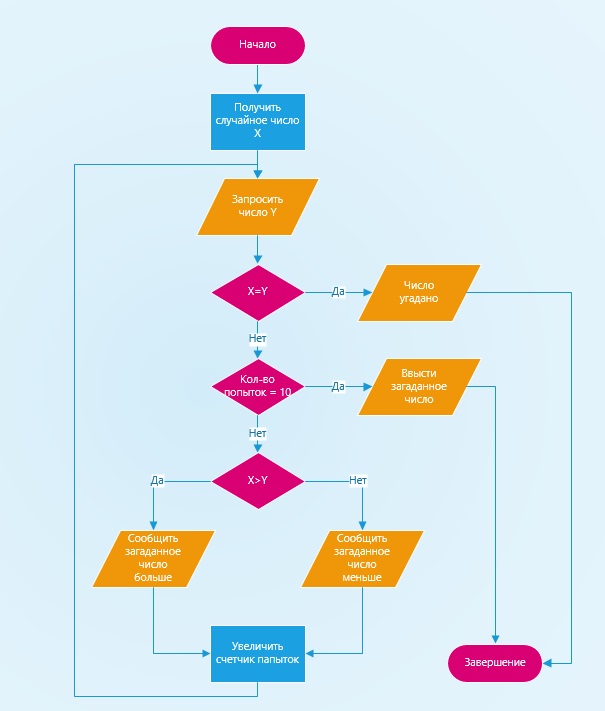 Начало
Получить
случайное число
X
Запросить
число Y
X=Y
Да
Число
угадано
Нет
Кол-во
попыток = 10
Да
Ввысти
загаданное
число
Нет
X>Y
Да
Нет
Сообщить
загаданное
число
больше
Сообщить
загаданное
число
меньше
Увеличить
счетчик папыток
Завершение